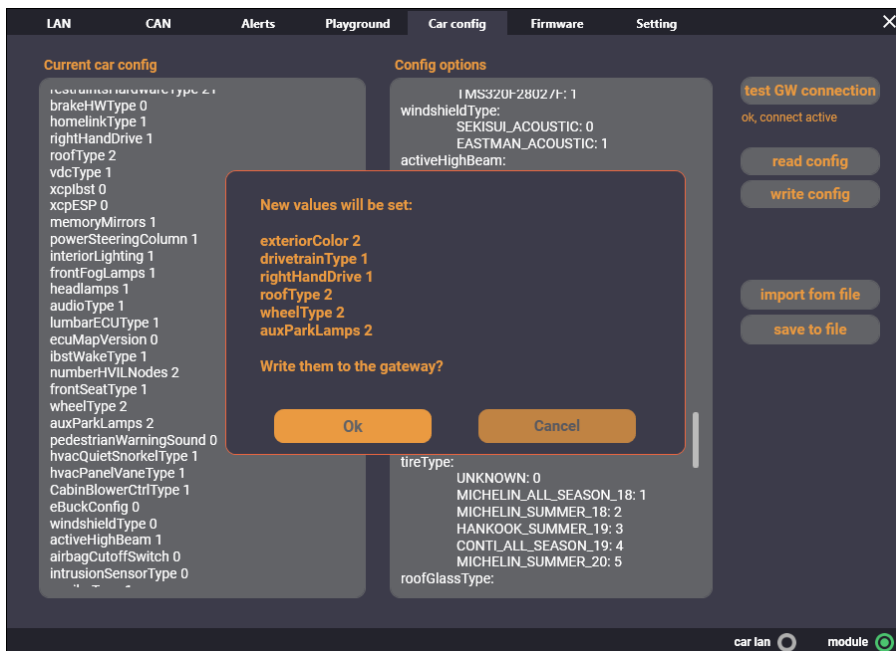 LAN CAN Alerts Playground Car config Firmware Setting
Current car config
restraintsHardwareType 21
brakeHWType 0
homelinkType 1
rightHandDrive 1
roofType 2
vdcType 1
xcpIbst 0
xcpESP 0
memoryMirrors 1
powerSteeringColumn 1
interiorLighting 1
frontFogLamps 1
headlamps 1
audioType 1
lumbarECUType 1
ecuMapVersion 0
ibstWakeType 1
numberHVILNodes 2
frontSeatType 1
wheelType 2
auxParkLamps 2
pedestrianWarningSound 0
hvacQuietSnorkelType 1
hvacPanelVaneType 1
CabinBlowerCtrlType 1
eBuckConfig 0
windshieldType 0
activeHighBeam 1
airbagCutoffSwitch 0
intrusionSensorType 0
Config options
TMS320F28027F: 1
windshieldType:
SEKISUI_ACOUSTIC: 0
EASTMAN_ACOUSTIC: 1
activeHighBeam:
New values will be set:
exteriorColor 2
drivetrainType 1
rightHandDrive 1
roofType 2
wheelType 2
auxParkLamps 2
Write them to the gateway?
Ok Cancel
tireType:
UNKNOWN: 0
MICHELIN_ALL_SEASON_18: 1
MICHELIN_SUMMER_18: 2
HANKOOK_SUMMER_19: 3
CONTI_ALL_SEASON_19: 4
MICHELIN_SUMMER_20: 5
roofGlassType:
test GW connection
ok, connect active
read config
write config
import fom file
save to file
car lan module